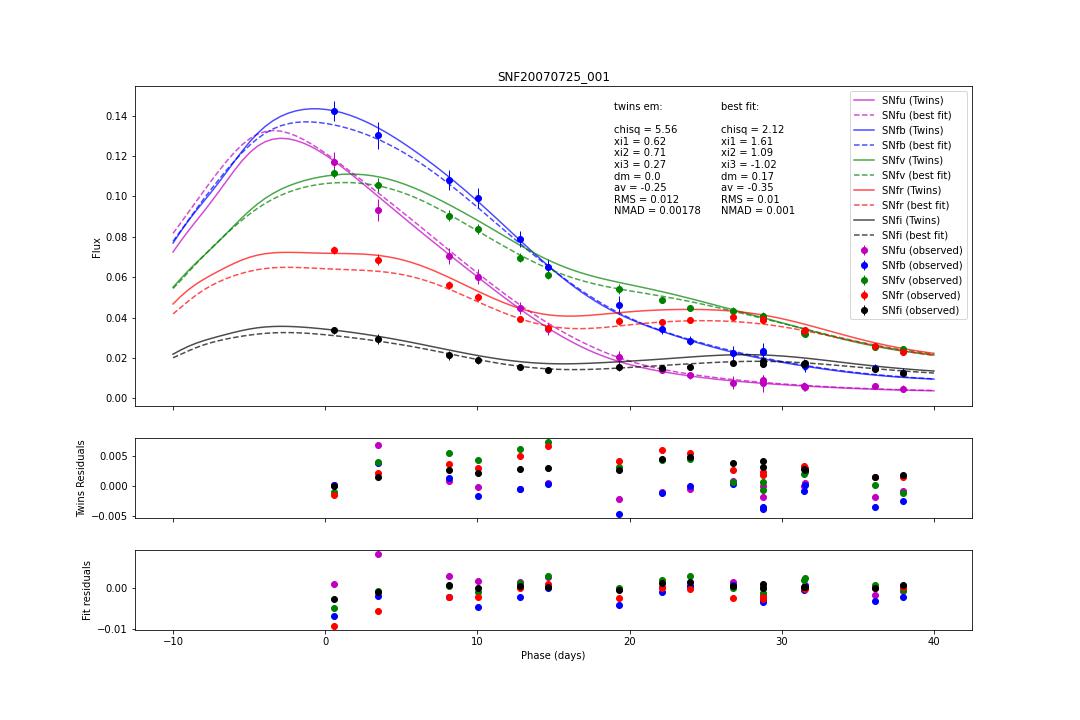 SNF20070725_001
Flux
0.14
0.12
0.10
0.08
0.06
0.04
0.02
0.00
twins em:
chisq = 5.56
xi1 = 0.62
xi2 = 0.71
xi3 = 0.27
dm = 0.0
av = -0.25
RMS = 0.012
NMAD = 0.00178
best fit:
chisq = 2.12
xi1 = 1.61
xi2 = 1.09
xi3 = -1.02
dm = 0.17
av = -0.35
RMS = 0.01
NMAD = 0.001
SNfu (Twins)
SNfu (best fit)
SNfb (Twins)
SNfb (best fit)
SNfv (Twins)
SNfv (best fit)
SNfr (Twins)
SNfr (best fit)
SNfi (Twins)
SNfi (best fit)
SNfu (observed)
SNfb (observed)
SNfv (observed)
SNfr (observed)
SNfi (observed)
Twins Residuals
0.005
0.000
−0.005
Fit residuals
0.00
−0.01
−10 0 10 20 30 40
Phase (days)